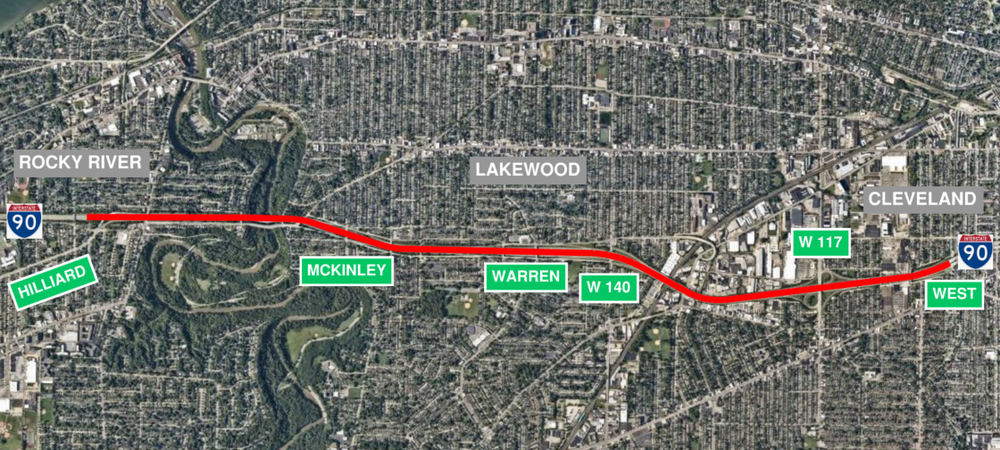 ROCKY RIVER
LAKEWOOD
CLEVELAND
INTERSTATE
90
W 117
INTERSTATE
90
HILLIARD
MCKINLEY
WARREN
W 140
WEST